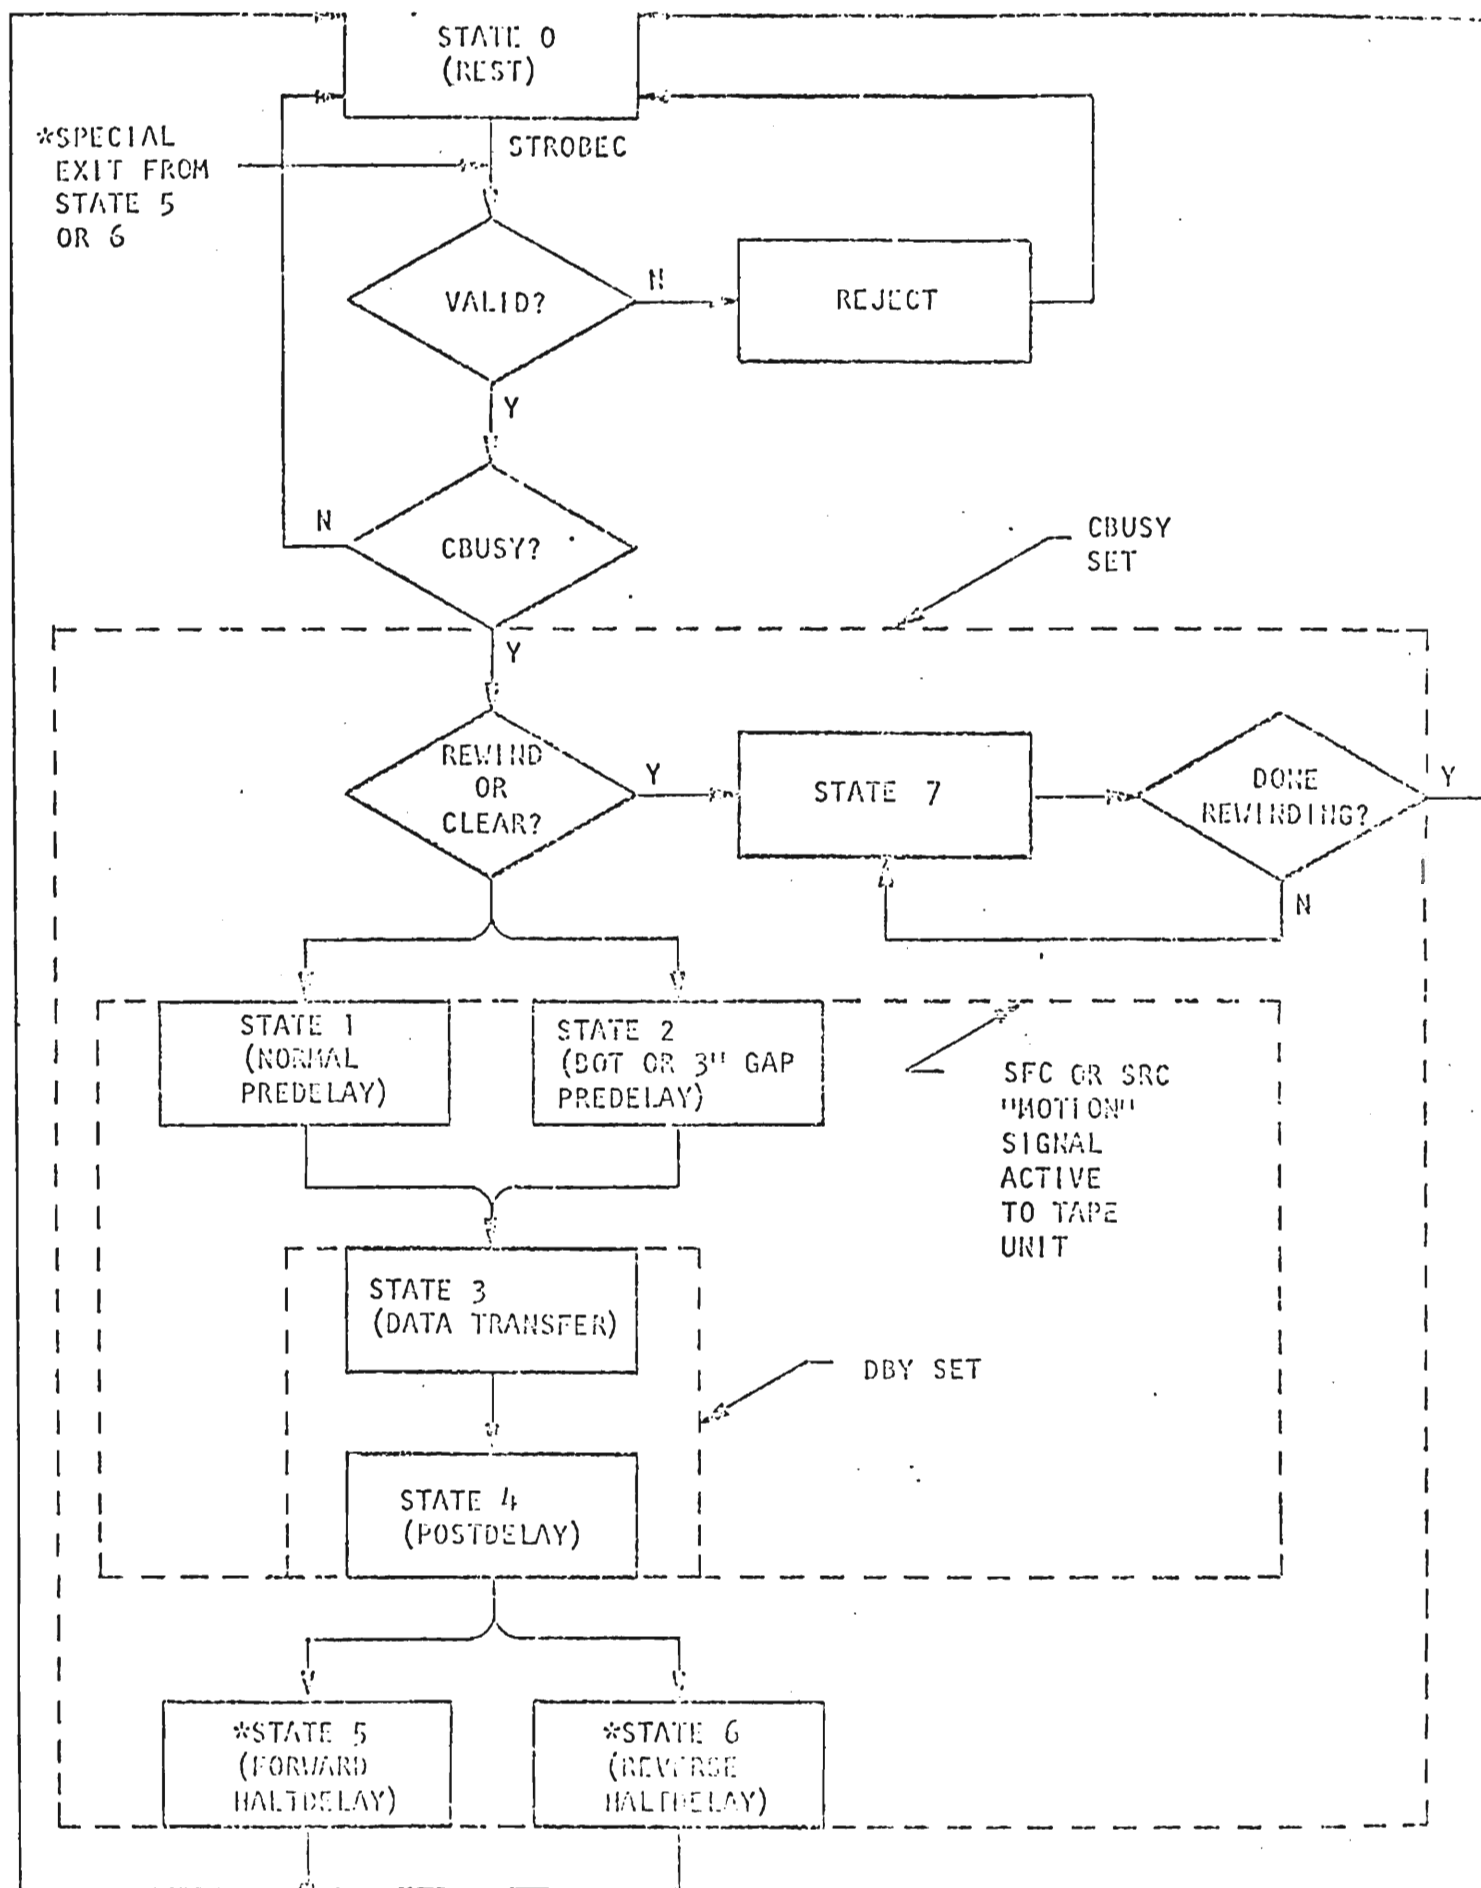 STATE 0
(REST)
*SPECIAL
EXIT FROM
STATE 5
OR 6
STROBEC
VALID?
N
REJECT
Y
N
CBUSY?
CBUSY
SET
Y
REWIND
OR
CLEAR?
Y
STATE 7
DONE
REWINDING?
Y
N
STATE 1
(NORMAL
PREDELAY)
STATE 2
(BOT OR 3" GAP
PREDELAY)
SFC OR SRC
"MOTION"
SIGNAL
ACTIVE
TO TAPE
UNIT
STATE 3
(DATA TRANSFER)
DBY SET
STATE 4
(POSTDELAY)
*STATE 5
(FORWARD
HALTDELAY)
*STATE 6
(REVERSE
HALTDELAY)